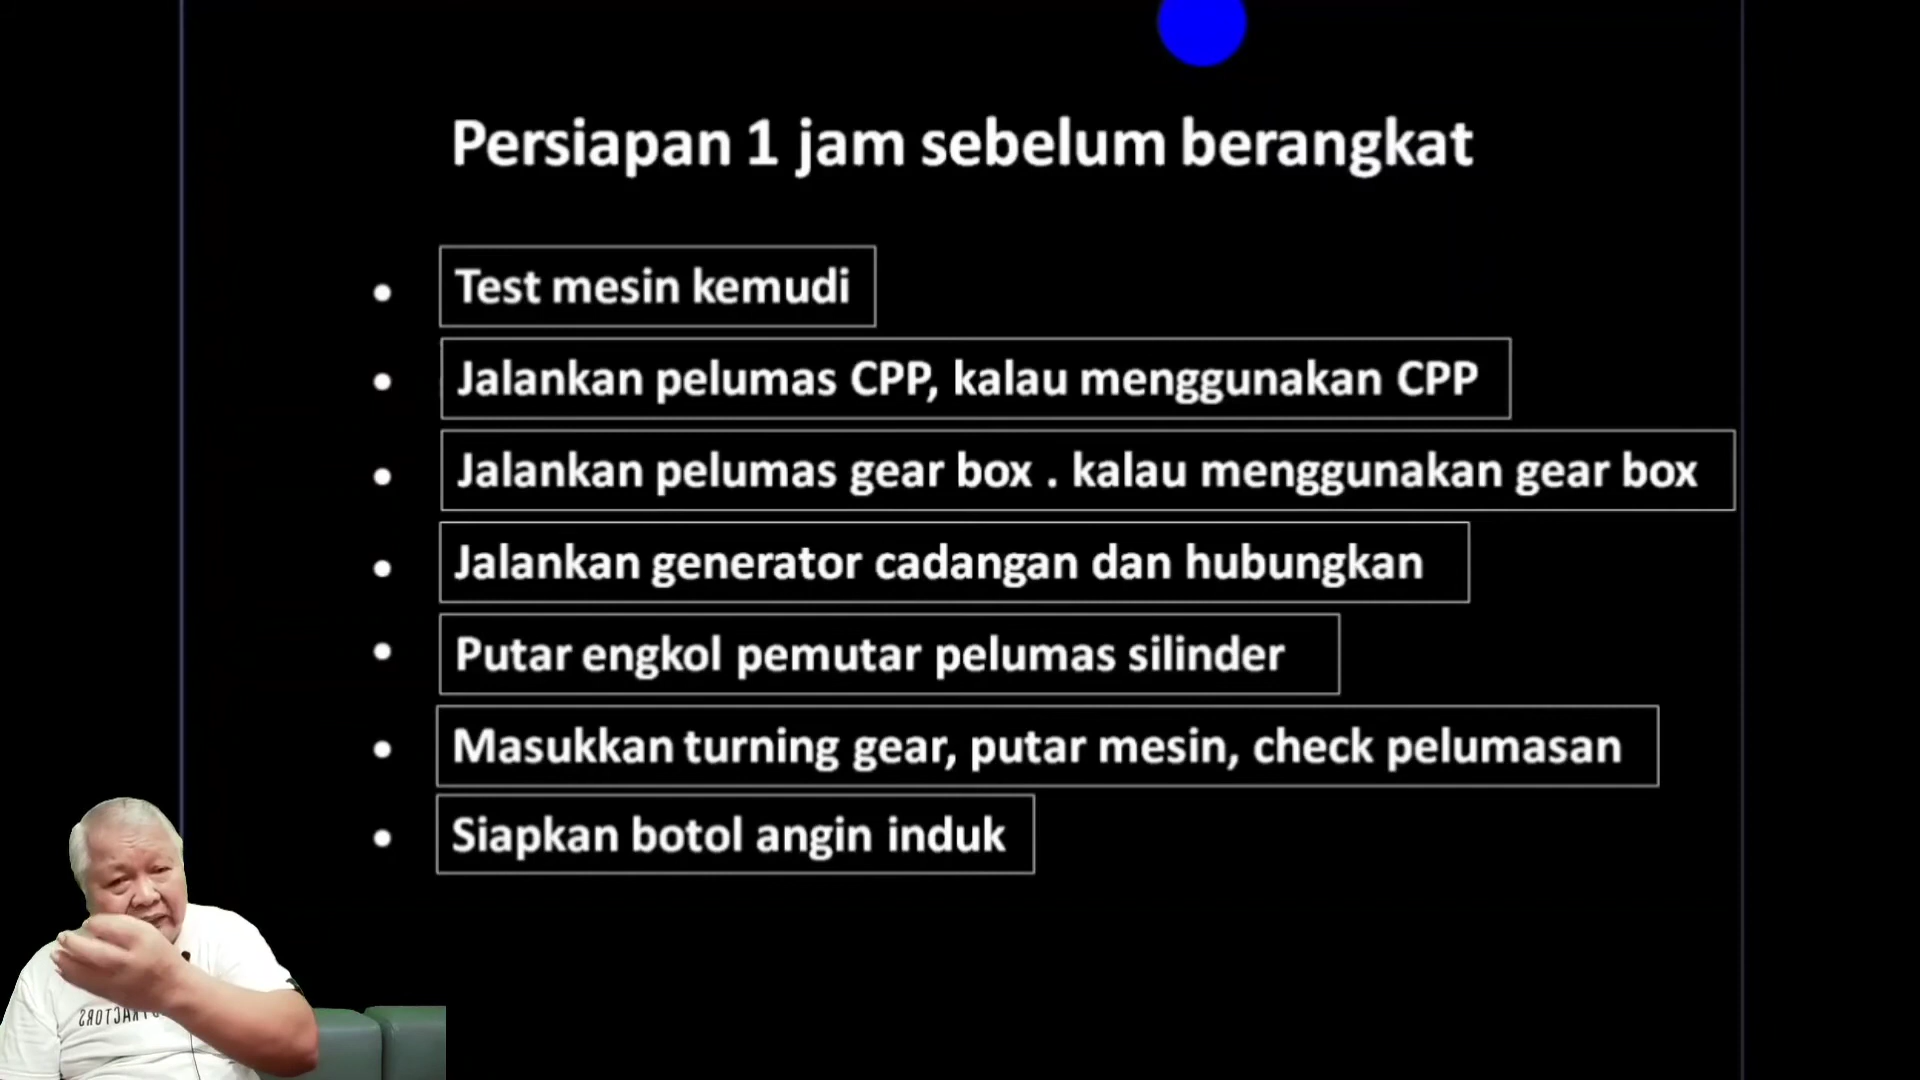 Persiapan 1 jam sebelum berangkat
• Test mesin kemudi
• Jalankan pelumas CPP, kalau menggunakan CPP
• Jalankan pelumas gear box . kalau menggunakan gear box
• Jalankan generator cadangan dan hubungkan
• Putar engkol pemutar pelumas silinder
• Masukkan turning gear, putar mesin, check pelumasan
• Siapkan botol angin induk